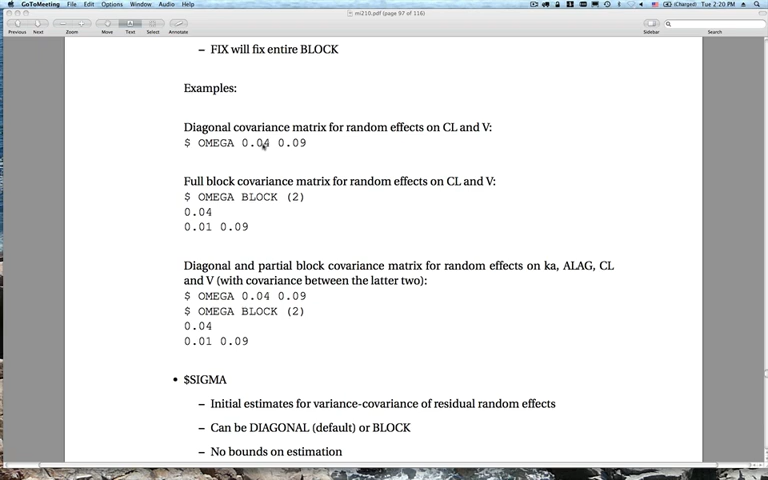 GoToMeeting File Edit Options Window Audio Help
(Charged) Tue 2:20 PM
mi210.pdf (page 97 of 116)
Previous Next Zoom Move Text Select Annotate Sidebar Search
– FIX will fix entire BLOCK
Examples:
Diagonal covariance matrix for random effects on CL and V:
$ OMEGA 0.04 0.09
Full block covariance matrix for random effects on CL and V:
$ OMEGA BLOCK (2)
0.04
0.01 0.09
Diagonal and partial block covariance matrix for random effects on ka, ALAG, CL
and V (with covariance between the latter two):
$ OMEGA 0.04 0.09
$ OMEGA BLOCK (2)
0.04
0.01 0.09
• $SIGMA
– Initial estimates for variance-covariance of residual random effects
– Can be DIAGONAL (default) or BLOCK
– No bounds on estimation